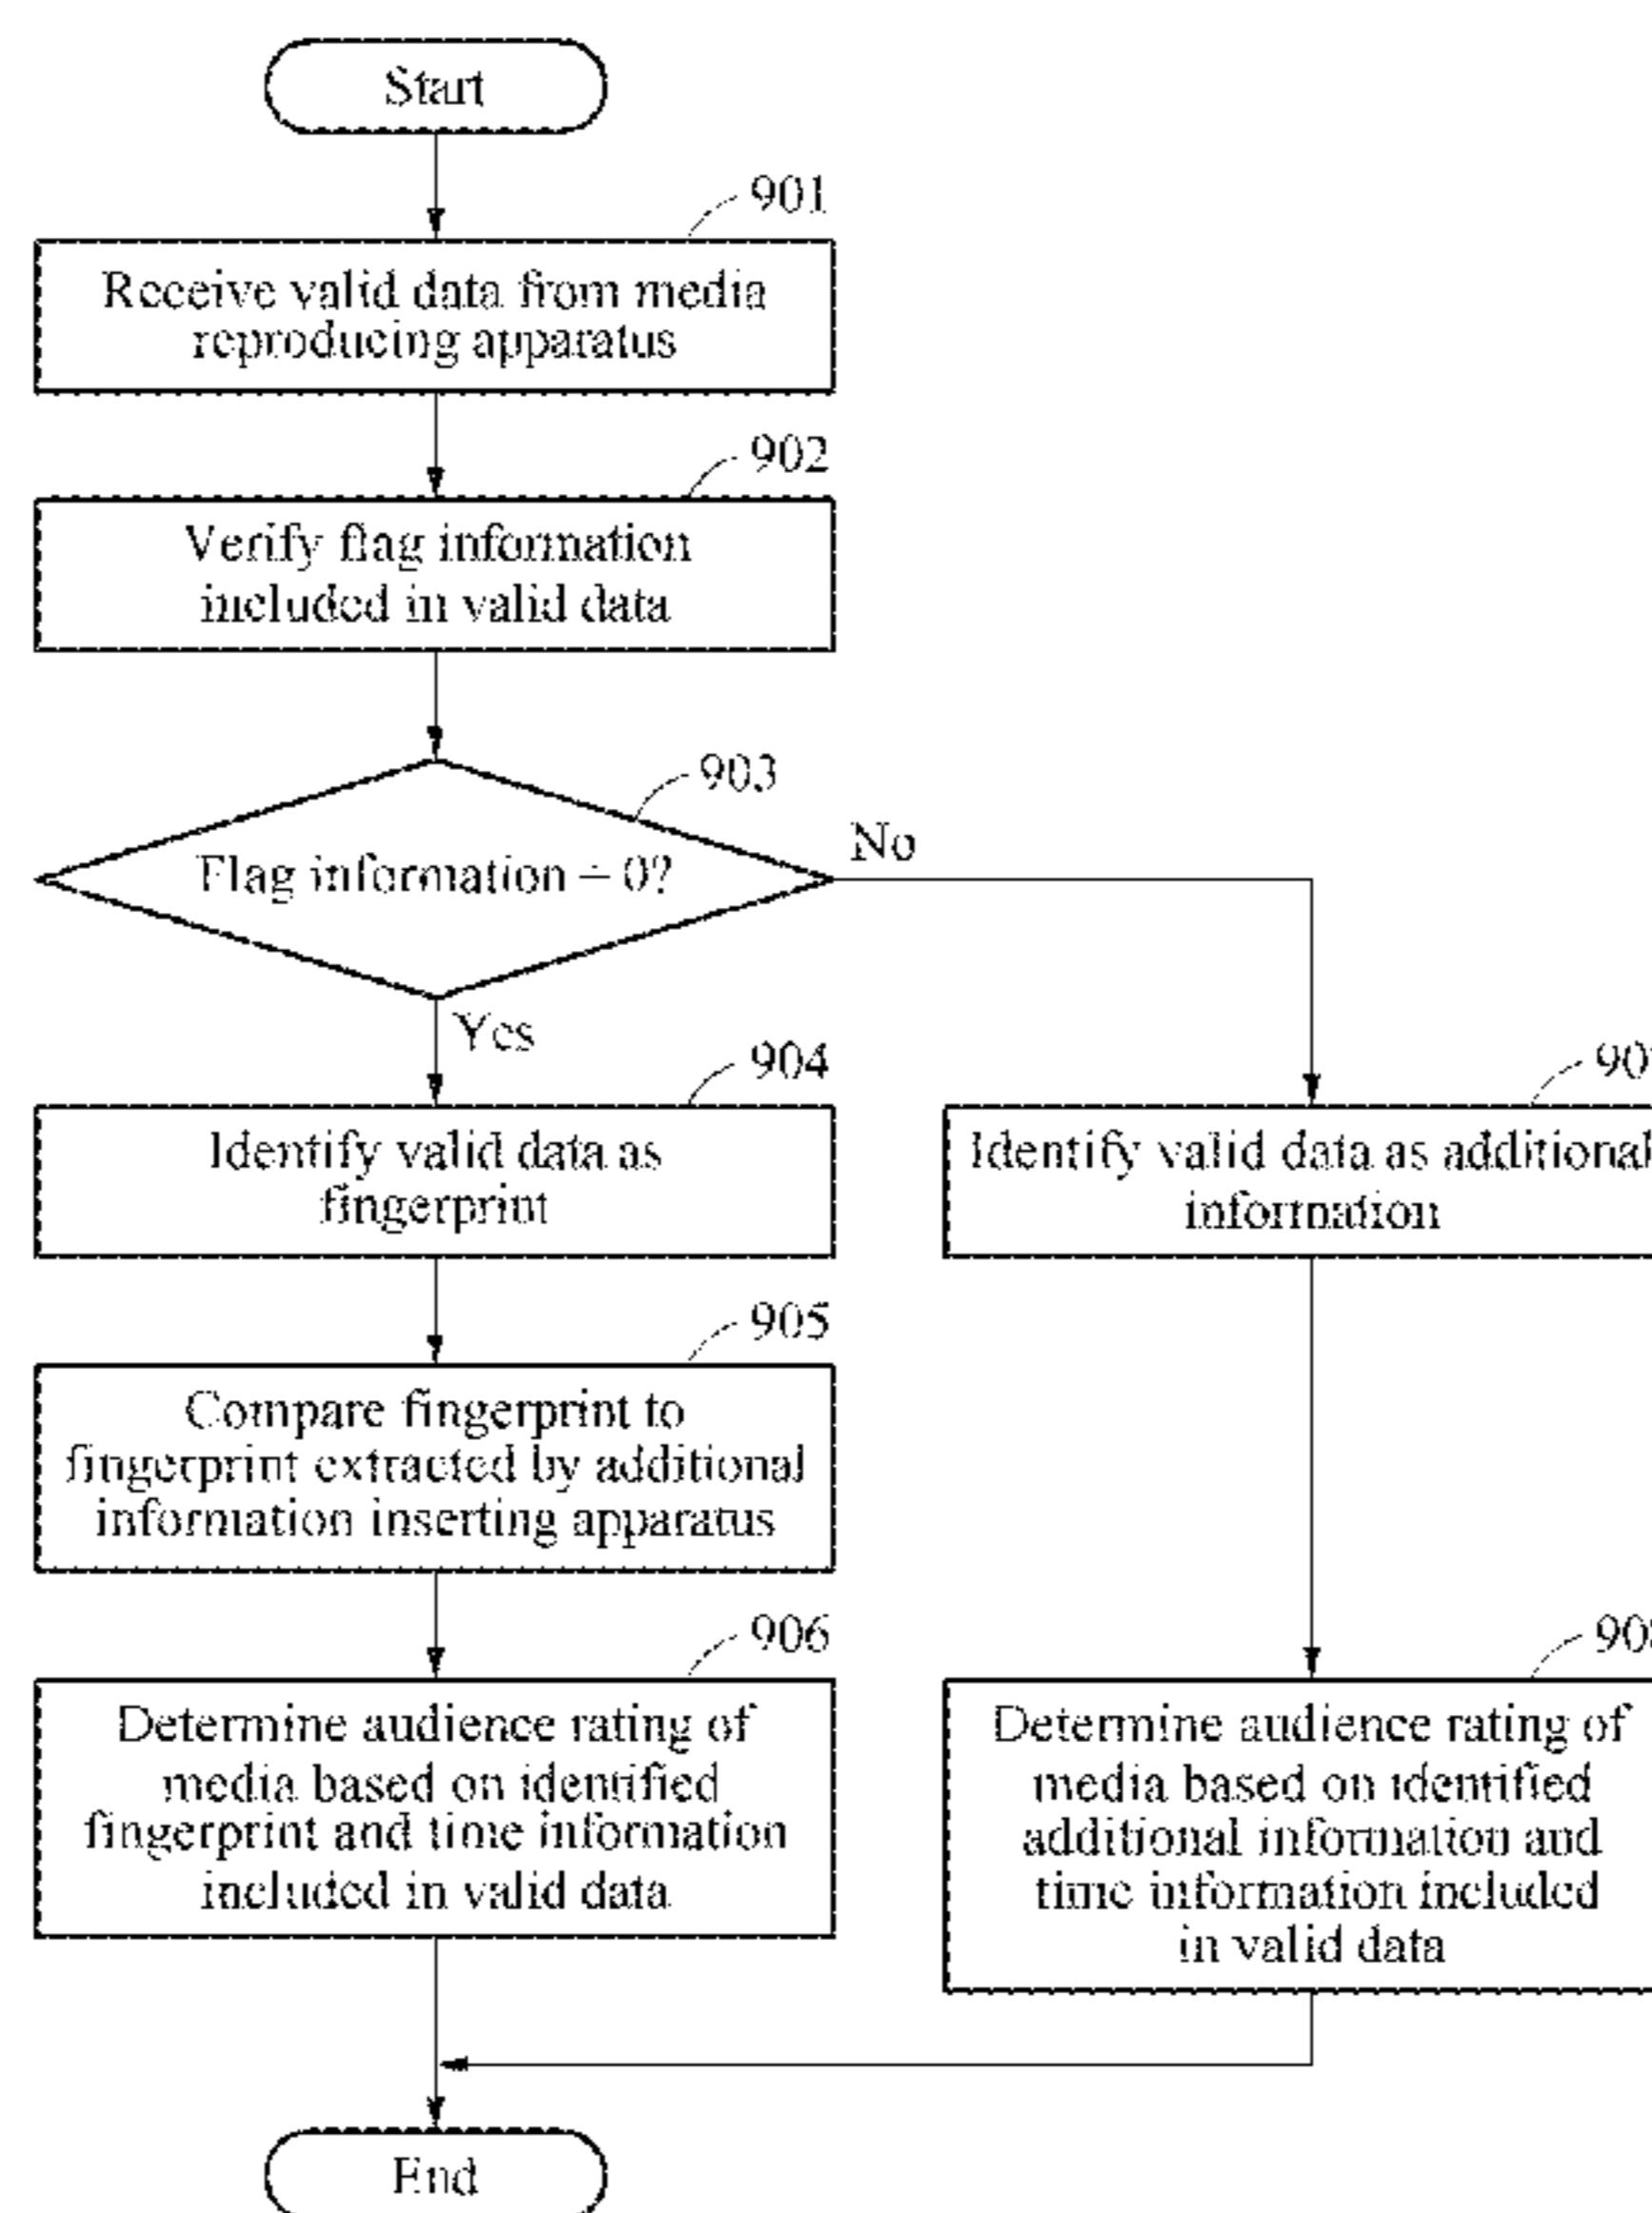 Start
901
Receive valid data from media
reproducing apparatus
902
Verify flag information
included in valid data
903
Flag information = 0?
No
Yes
904
Identify valid data as
fingerprint
Identify valid data as additional
information
905
Compare fingerprint to
fingerprint extracted by additional
information inserting apparatus
906
Determine audience rating of
media based on identified
fingerprint and time information
included in valid data
Determine audience rating of
media based on identified
additional information and
time information included
in valid data
End